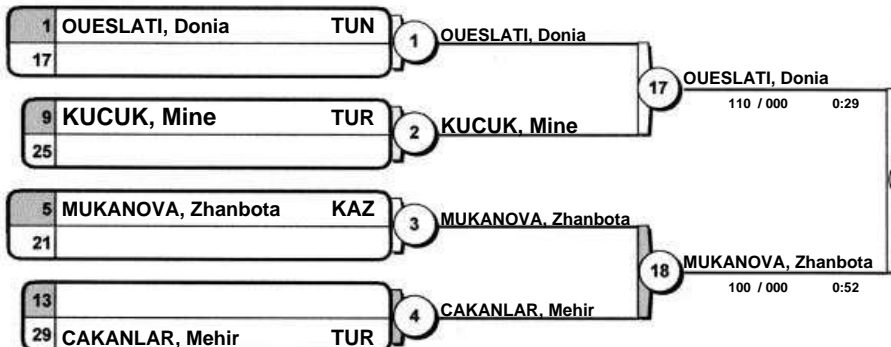 1 OUESLATI, Donia TUN
17
1 OUESLATI, Donia
17 OUESLATI, Donia
110 / 000 0:29
9 KUCUK, Mine TUR
25
2 KUCUK, Mine
5 MUKANOVA, Zhanbota KAZ
21
3 MUKANOVA, Zhanbota
18 MUKANOVA, Zhanbota
100 / 000 0:52
13
29 CAKANLAR, Mehir TUR
4 CAKANLAR, Mehir